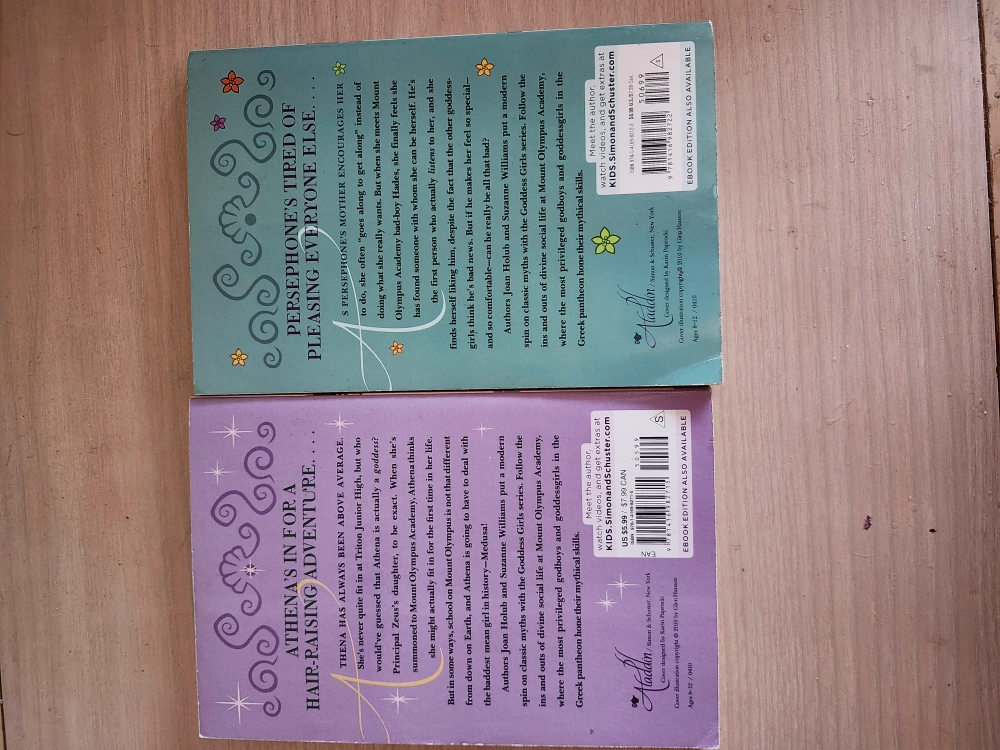 ATHENA'S IN FOR A
HAIR-RAISING ADVENTURE. . . .
ATHENA HAS ALWAYS BEEN ABOVE AVERAGE.
She's never quite fit in at Triton Junior High, but who
would've guessed that Athena is actually a goddess?
Principal Zeus's daughter, to be exact. When she's
summoned to Mount Olympus Academy, Athena thinks
she might actually fit in for the first time in her life.
But in some ways, school on Mount Olympus is not that different
from down on Earth, and Athena is going to have to deal with
the baddest mean girl in history—Medusa!
Authors Joan Holub and Suzanne Williams put a modern
spin on classic myths with the Goddess Girls series. Follow the
ins and outs of divine social life at Mount Olympus Academy,
where the most privileged godboys and goddessgirls in the
Greek pantheon hone their mythical skills.
Aladdin / Simon & Schuster, New York
Cover designed by Karin Paprocki
Cover illustration copyright © 2010 by Glen Hanson
Ages 8-12 / 0410
Meet the author,
watch videos, and get extras at
KIDS.SimonandSchuster.com
US $5.99 / $7.99 CAN
EAN
50599
S
EBOOK EDITION ALSO AVAILABLE
PERSEPHONE'S TIRED OF
PLEASING EVERYONE ELSE. . . .
AS PERSEPHONE'S MOTHER ENCOURAGES HER
to do, she often "goes along to get along" instead of
doing what she really wants. But when she meets Mount
Olympus Academy bad-boy Hades, she finally feels she
has found someone with whom she can be herself. He's
the first person who actually listens to her, and she
finds herself liking him, despite the fact that the other goddess-
girls think he's bad news. But if he makes her feel so special—
and so comfortable—can he really be all that bad?
Authors Joan Holub and Suzanne Williams put a modern
spin on classic myths with the Goddess Girls series. Follow the
ins and outs of divine social life at Mount Olympus Academy,
where the most privileged godboys and goddessgirls in the
Greek pantheon hone their mythical skills.
Aladdin / Simon & Schuster, New York
Cover designed by Karin Paprocki
Cover illustration copyright © 2010 by Glen Hanson
Ages 8-12 / 0410
Meet the author,
watch videos, and get extras at
KIDS.SimonandSchuster.com
50699
9 781416 982722
S
EBOOK EDITION ALSO AVAILABLE